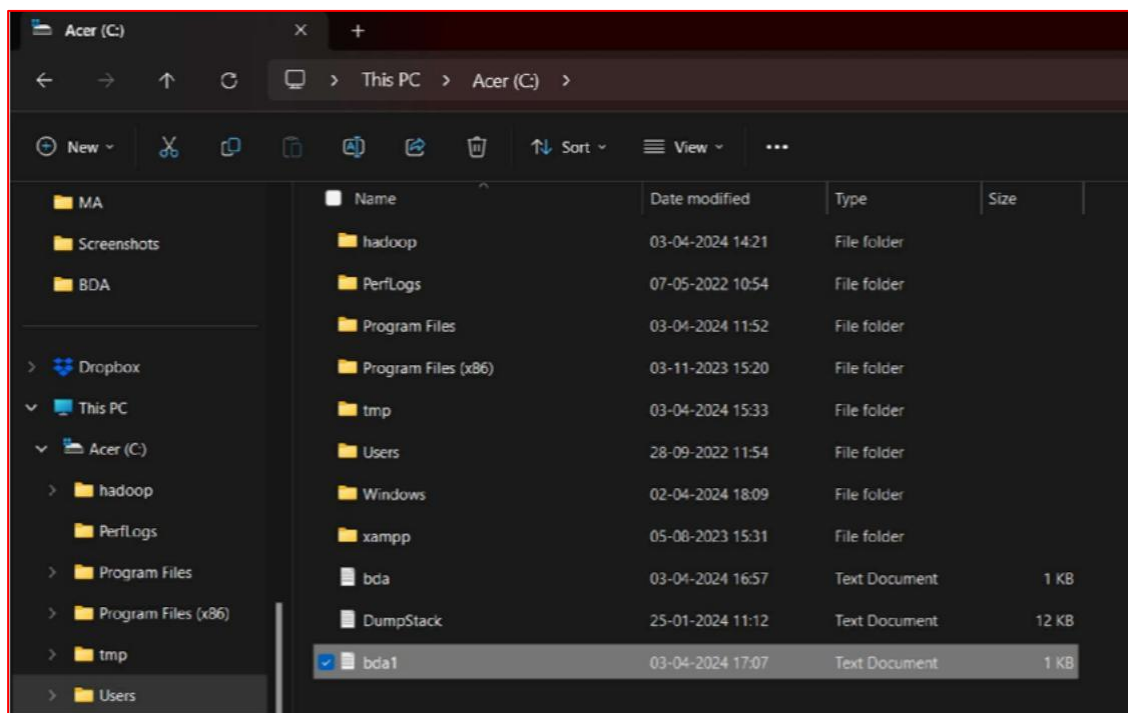 Acer (C:)
This PC > Acer (C:) >
New
Sort
View
MA
Screenshots
BDA
Dropbox
This PC
Acer (C:)
hadoop
PerfLogs
Program Files
Program Files (x86)
tmp
Users
Name Date modified Type Size
hadoop 03-04-2024 14:21 File folder
PerfLogs 07-05-2022 10:54 File folder
Program Files 03-04-2024 11:52 File folder
Program Files (x86) 03-11-2023 15:20 File folder
tmp 03-04-2024 15:33 File folder
Users 28-09-2022 11:54 File folder
Windows 02-04-2024 18:09 File folder
xampp 05-08-2023 15:31 File folder
bda 03-04-2024 16:57 Text Document 1 KB
DumpStack 25-01-2024 11:12 Text Document 12 KB
bda1 03-04-2024 17:07 Text Document 1 KB